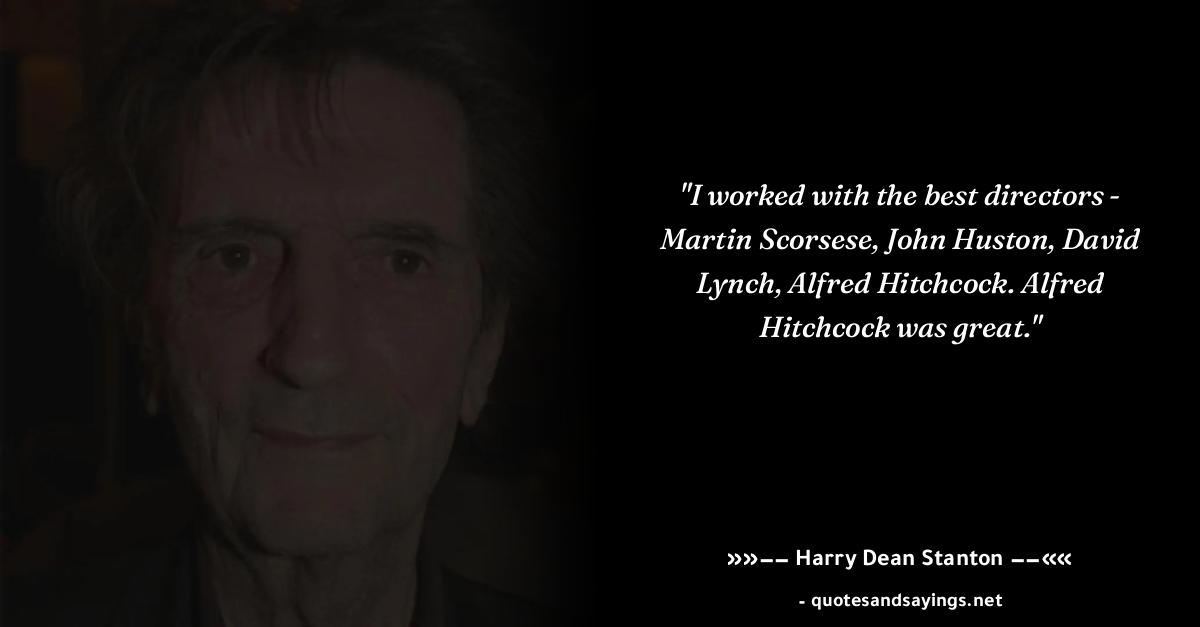 "I worked with the best directors -
Martin Scorsese, John Huston, David
Lynch, Alfred Hitchcock. Alfred
Hitchcock was great."
»»−− Harry Dean Stanton −−««
- quotesandsayings.net